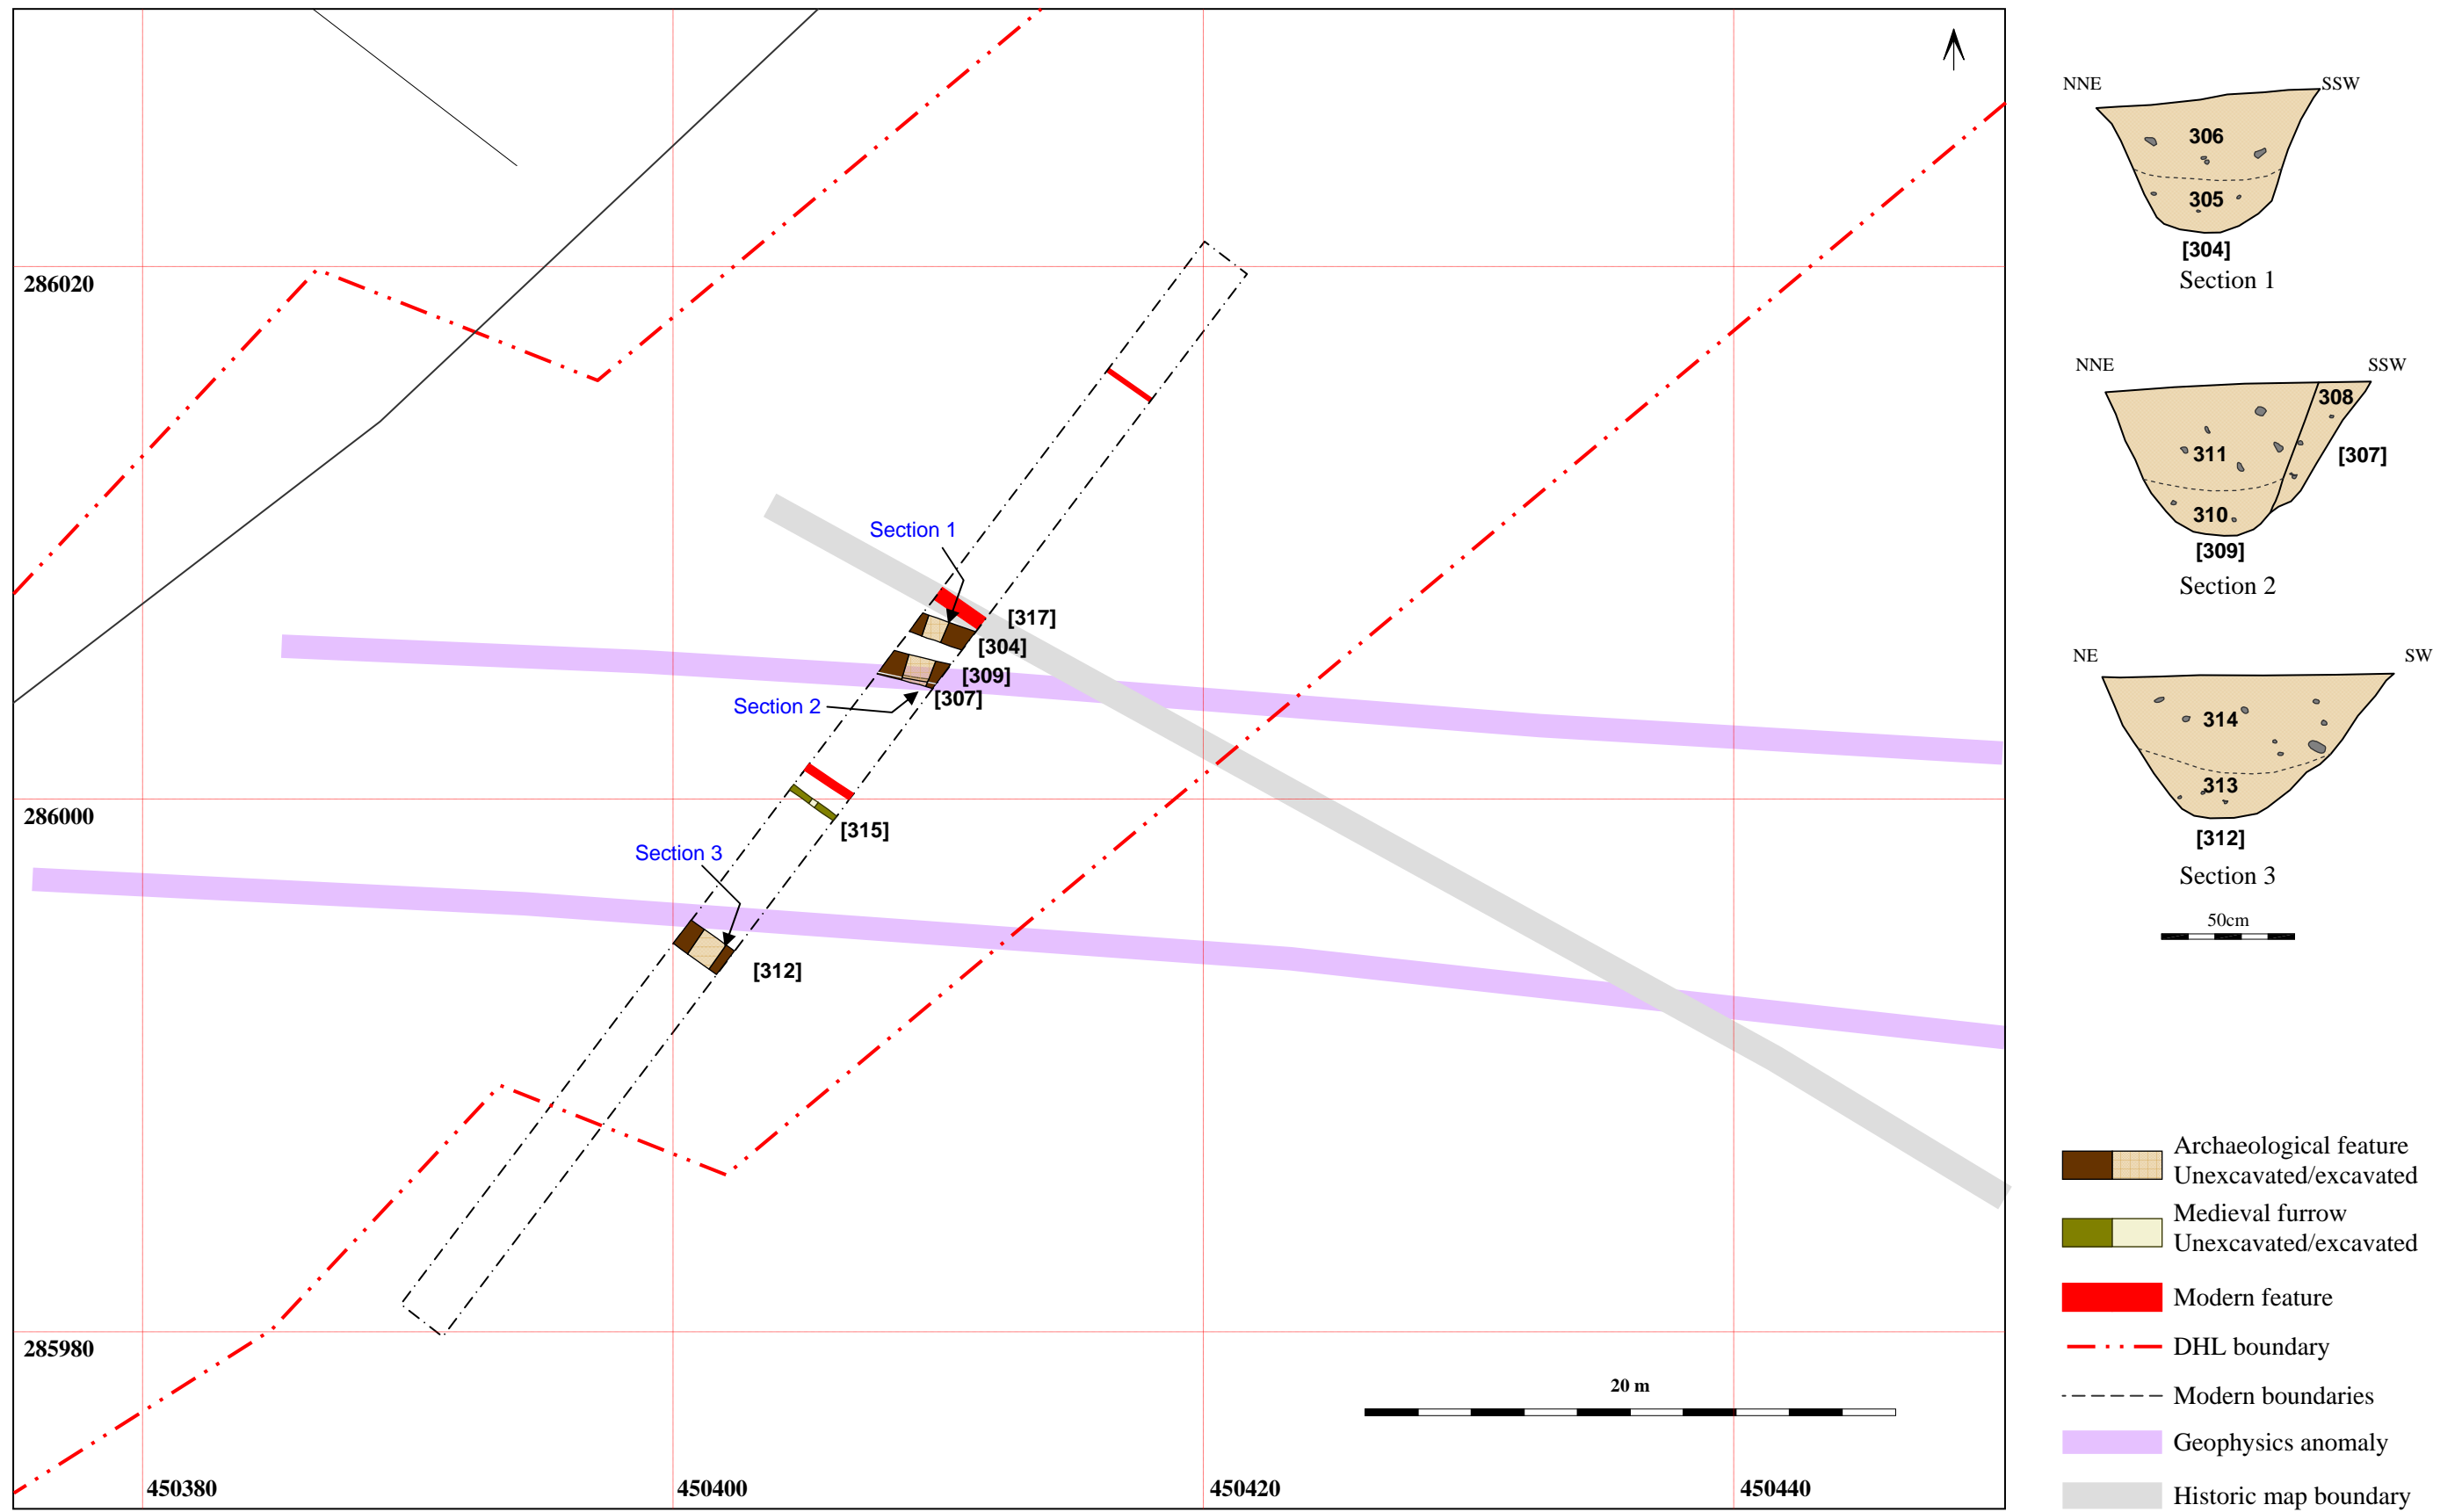 286020
286000
285980
450380
450400
450420
450440
Section 1
[317]
[304]
[309]
[307]
Section 2
[315]
Section 3
[312]
20 m
NNE
SSW
306
305
[304]
Section 1
NNE
SSW
308
311
[307]
310
[309]
Section 2
NE
SW
314
313
[312]
Section 3
50cm
Archaeological feature
Unexcavated/excavated
Medieval furrow
Unexcavated/excavated
Modern feature
DHL boundary
Modern boundaries
Geophysics anomaly
Historic map boundary